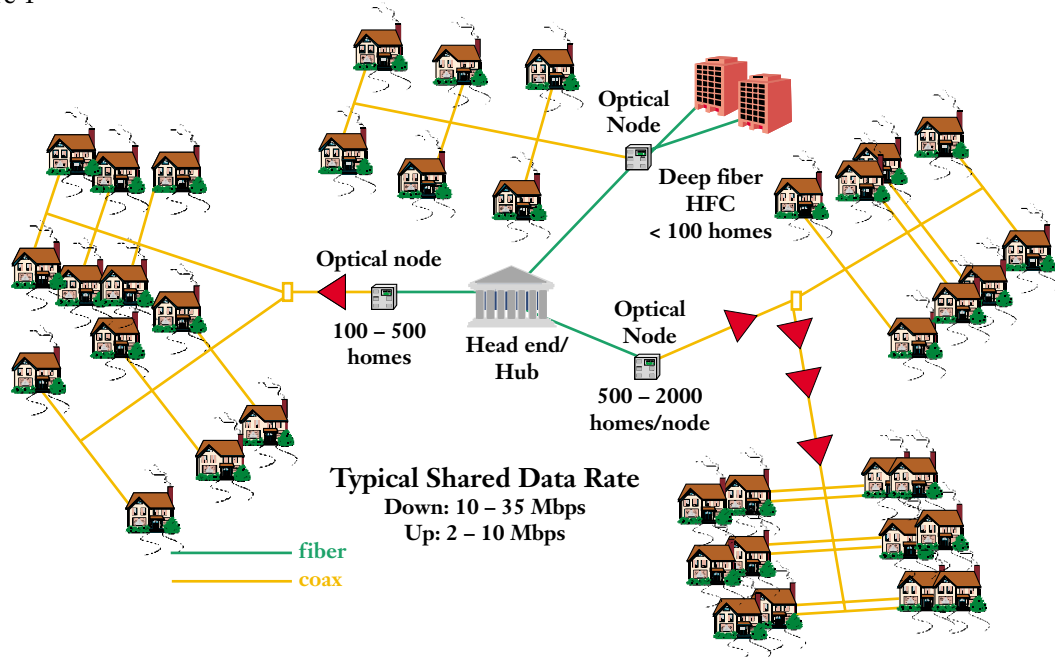 Optical
Node
Deep fiber
HFC
< 100 homes
Optical node
100 – 500
homes
Head end/
Hub
Optical
Node
500 – 2000
homes/node
Typical Shared Data Rate
Down: 10 – 35 Mbps
Up: 2 – 10 Mbps
fiber
coax